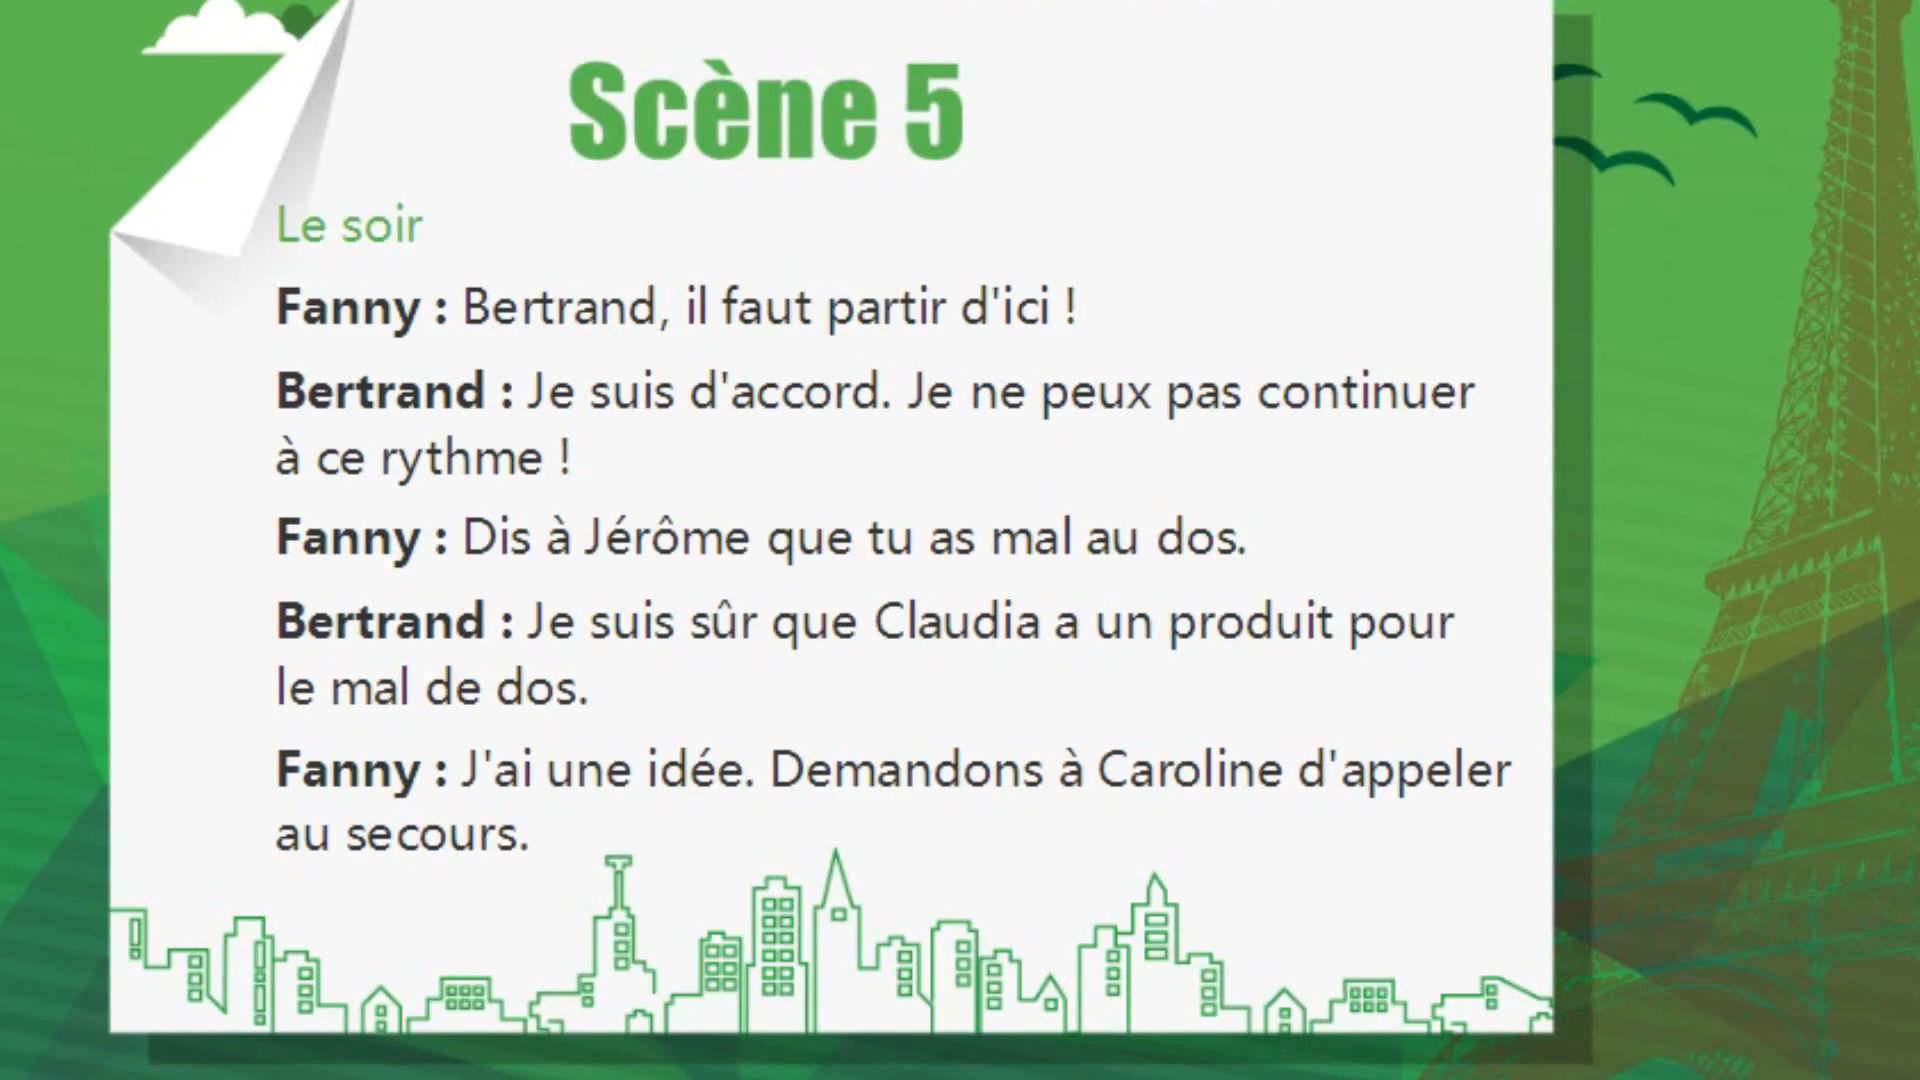 Scène 5
Le soir
Fanny : Bertrand, il faut partir d'ici !
Bertrand : Je suis d'accord. Je ne peux pas continuer
à ce rythme !
Fanny : Dis à Jérôme que tu as mal au dos.
Bertrand : Je suis sûr que Claudia a un produit pour
le mal de dos.
Fanny : J'ai une idée. Demandons à Caroline d'appeler
au secours.